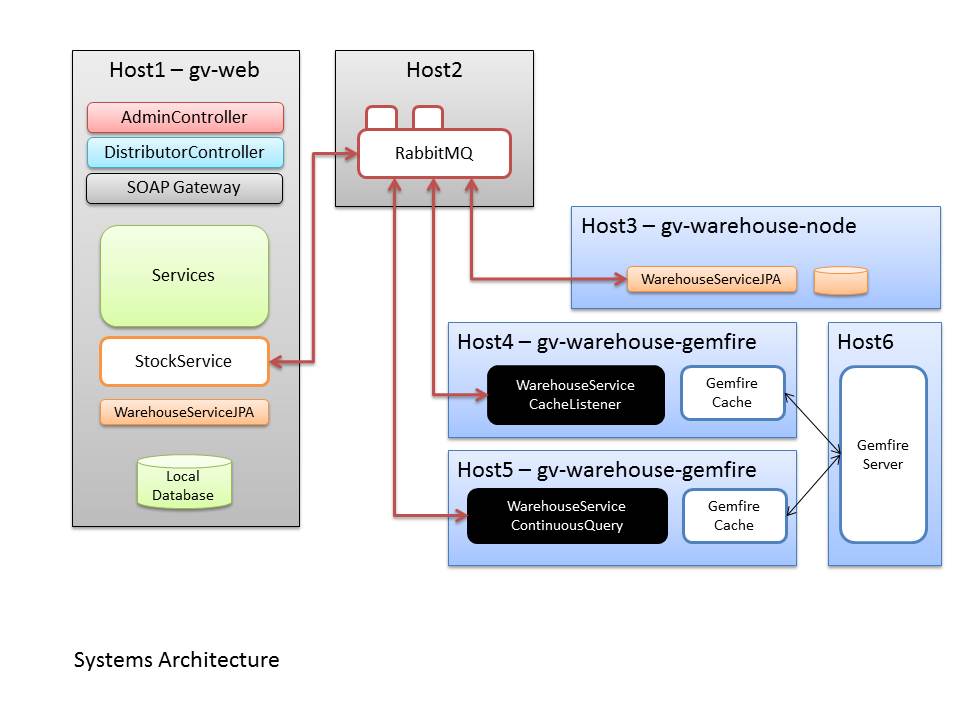 Host1 – gv-web
AdminController
DistributorController
SOAP Gateway
Services
StockService
WarehouseServiceJPA
Local
Database
Host2
RabbitMQ
Host3 – gv-warehouse-node
WarehouseServiceJPA
Host4 – gv-warehouse-gemfire
WarehouseService
CacheListener
Gemfire
Cache
Host5 – gv-warehouse-gemfire
WarehouseService
ContinuousQuery
Gemfire
Cache
Host6
Gemfire
Server
Systems Architecture